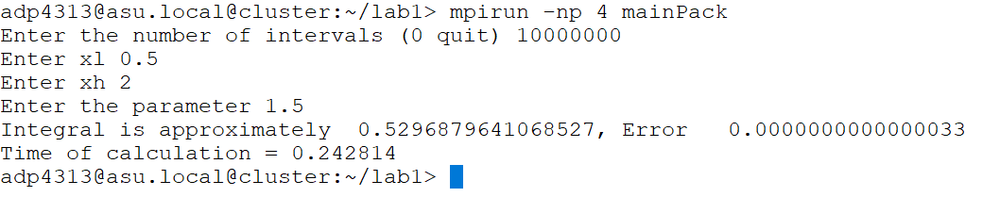 adp4313@asu.local@cluster:~/lab1> mpirun -np 4 mainPack
Enter the number of intervals (0 quit) 10000000
Enter xl 0.5
Enter xh 2
Enter the parameter 1.5
Integral is approximately  0.5296879641068527, Error   0.0000000000000033
Time of calculation = 0.242814
adp4313@asu.local@cluster:~/lab1>